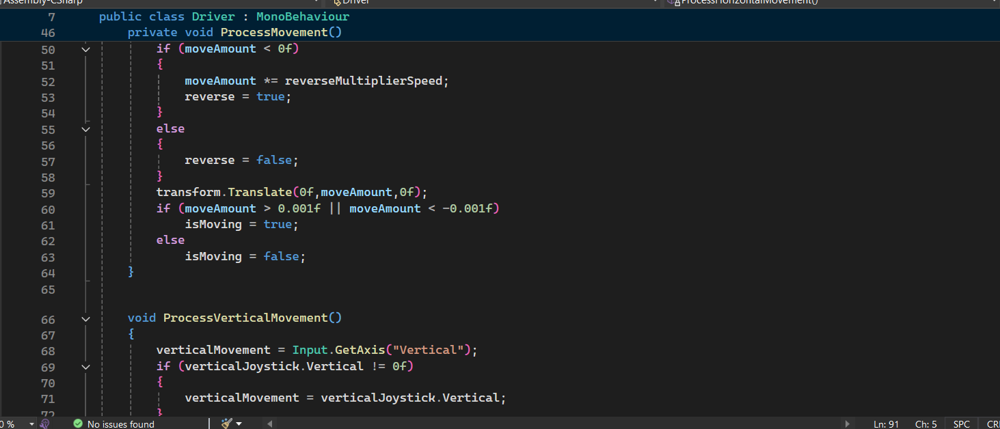 Assembly-CSharp Driver ProcessHorizontalMovement()
7 public class Driver : MonoBehaviour
46 private void ProcessMovement()
50 if (moveAmount < 0f)
51 {
52 moveAmount *= reverseMultiplierSpeed;
53 reverse = true;
54 }
55 else
56 {
57 reverse = false;
58 }
59 transform.Translate(0f,moveAmount,0f);
60 if (moveAmount > 0.001f || moveAmount < -0.001f)
61 isMoving = true;
62 else
63 isMoving = false;
64 }
65
66 void ProcessVerticalMovement()
67 {
68 verticalMovement = Input.GetAxis("Vertical");
69 if (verticalJoystick.Vertical != 0f)
70 {
71 verticalMovement = verticalJoystick.Vertical;
72 }
0 % No issues found Ln: 91 Ch: 5 SPC